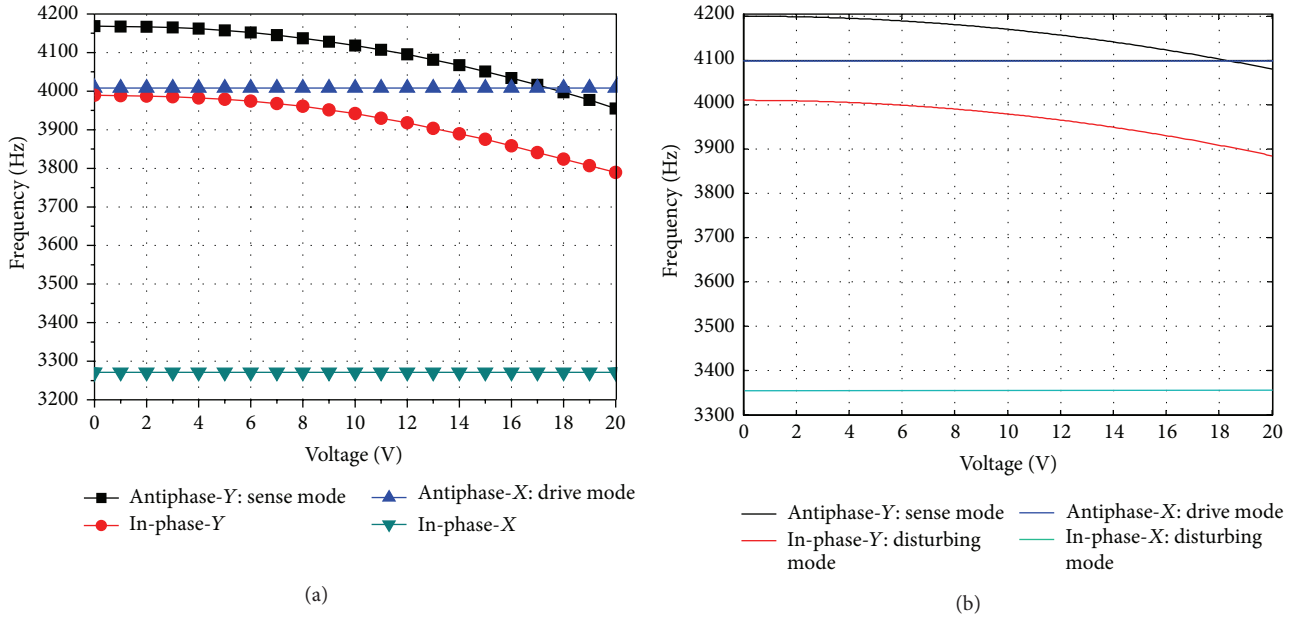 4200
4100
4000
3900
3800
3700
3600
3500
3400
3300
3200
Frequency (Hz)
0 2 4 6 8 10 12 14 16 18 20
Voltage (V)
Antiphase-Y: sense mode
Antiphase-X: drive mode
In-phase-Y
In-phase-X
(a)
4200
4100
4000
3900
3800
3700
3600
3500
3400
3300
Frequency (Hz)
0 2 4 6 8 10 12 14 16 18 20
Voltage (V)
Antiphase-Y: sense mode
Antiphase-X: drive mode
In-phase-Y: disturbing
mode
In-phase-X: disturbing
mode
(b)